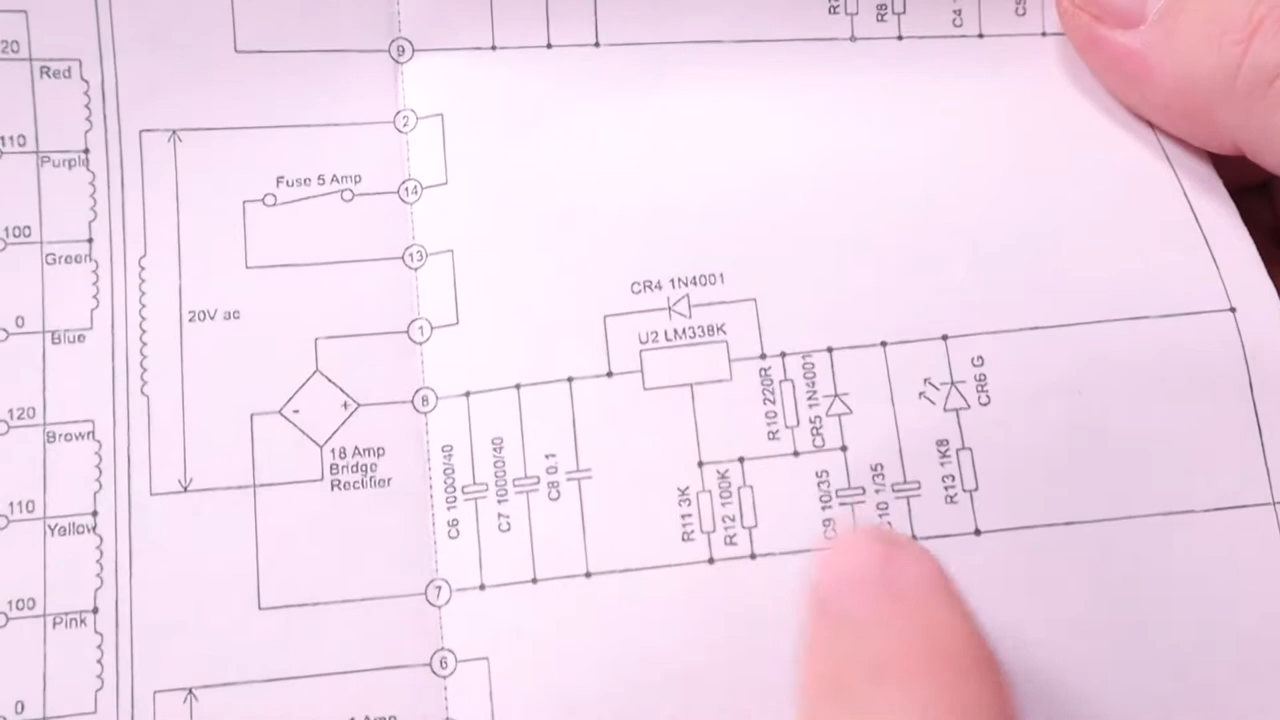 20
Red
110
Purple
100
Green
0
Blue
120
Brown
110
Yellow
100
Pink
0
9
2
Fuse 5 Amp
14
13
20V ac
1
8
-
+
18 Amp
Bridge
Rectifier
7
6
C6 10000/40
C7 10000/40
C8 0.1
CR4 1N4001
U2 LM338K
R10 220R
CR5 1N4001
R11 3K
R12 100K
C9 10/35
C10 1/35
R13 1K8
CR6 G
R8
C4